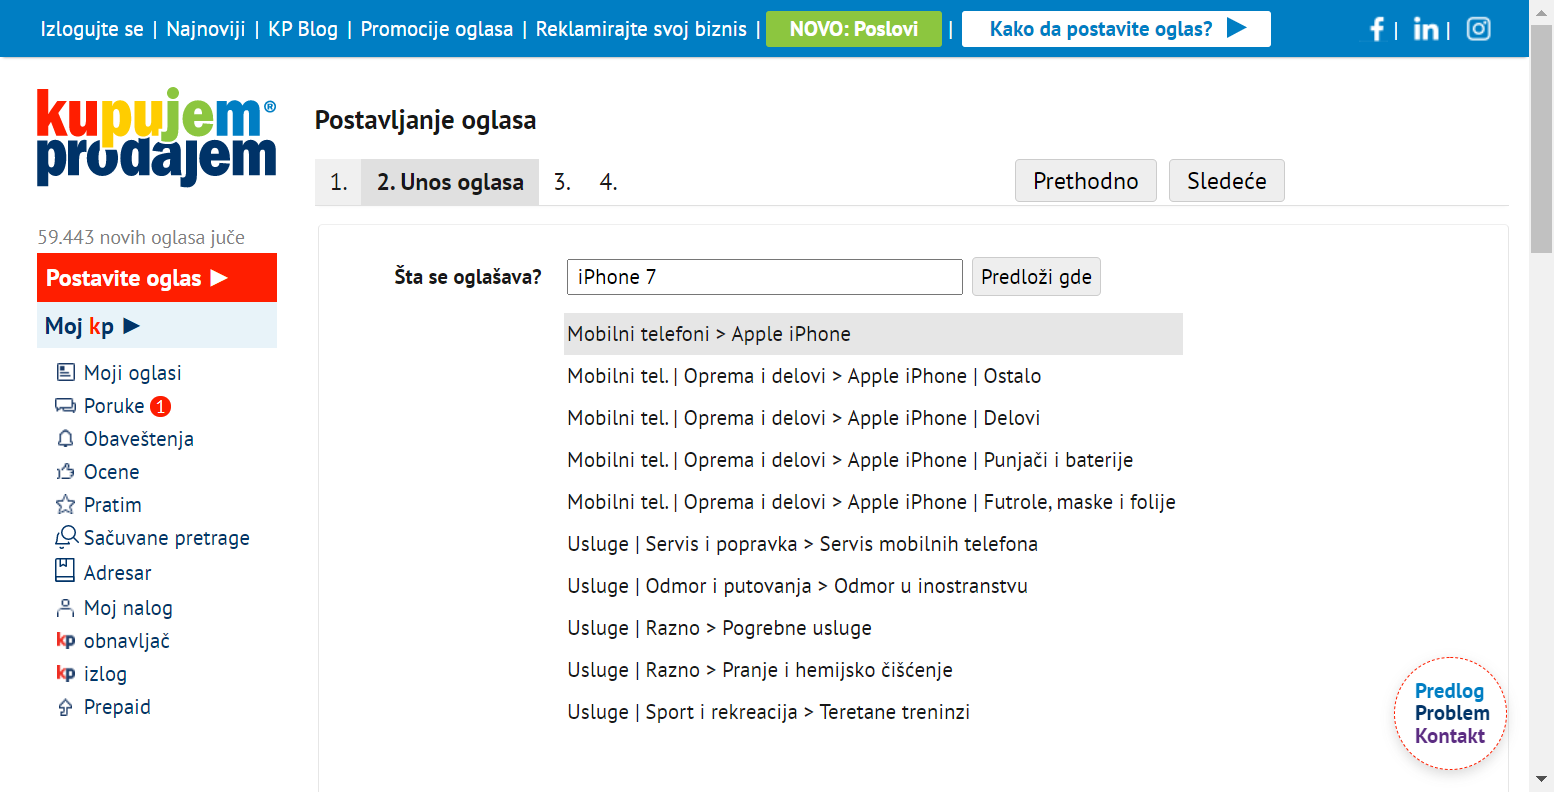 Izlogujte se | Najnoviji | KP Blog | Promocije oglasa | Reklamirajte svoj biznis | NOVO: Poslovi | Kako da postavite oglas?
kupujem®
prodajem
Postavljanje oglasa
1. 2. Unos oglasa 3. 4. Prethodno Sledeće
59.443 novih oglasa juče
Postavite oglas
Moj kp
Moji oglasi
Poruke 1
Obaveštenja
Ocene
Pratim
Sačuvane pretrage
Adresar
Moj nalog
kp obnavljač
kp izlog
Prepaid
Šta se oglašava? iPhone 7 Predloži gde
Mobilni telefoni > Apple iPhone
Mobilni tel. | Oprema i delovi > Apple iPhone | Ostalo
Mobilni tel. | Oprema i delovi > Apple iPhone | Delovi
Mobilni tel. | Oprema i delovi > Apple iPhone | Punjači i baterije
Mobilni tel. | Oprema i delovi > Apple iPhone | Futrole, maske i folije
Usluge | Servis i popravka > Servis mobilnih telefona
Usluge | Odmor i putovanja > Odmor u inostranstvu
Usluge | Razno > Pogrebne usluge
Usluge | Razno > Pranje i hemijsko čišćenje
Usluge | Sport i rekreacija > Teretane treninzi
Predlog
Problem
Kontakt